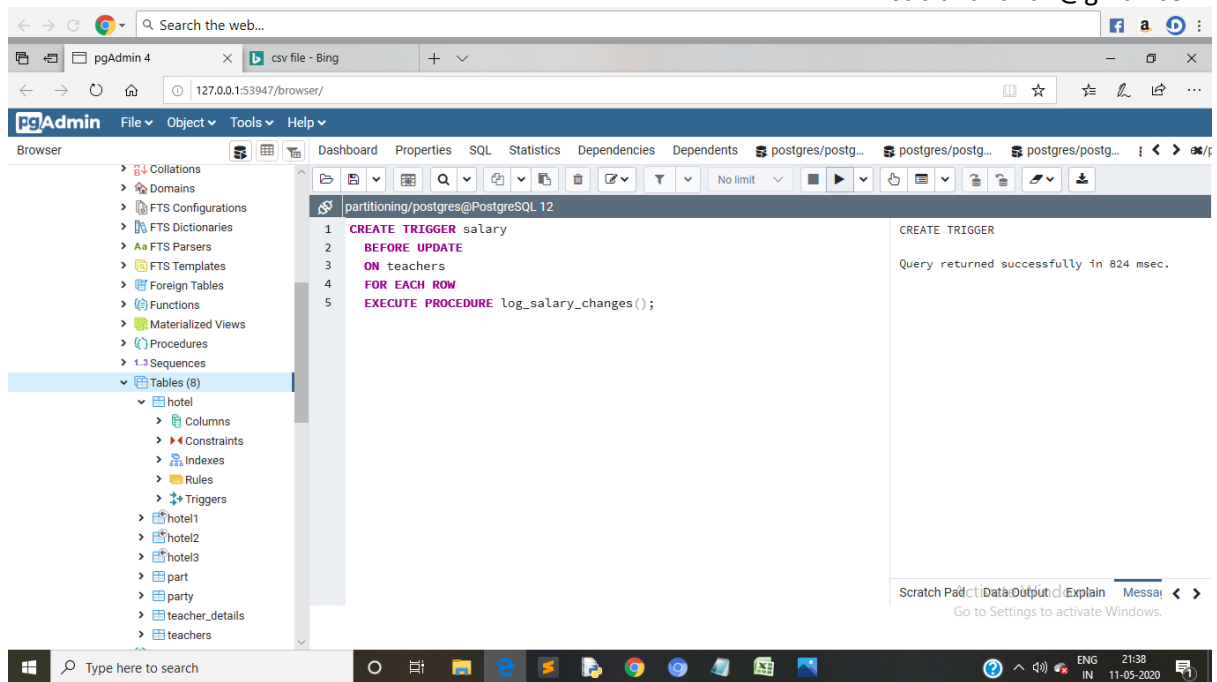 Search the web...
pgAdmin 4
csv file - Bing
127.0.0.1:53947/browser/
pgAdmin File Object Tools Help
Browser
Dashboard Properties SQL Statistics Dependencies Dependents postgres/postg... postgres/postg... postgres/postg...
No limit
partitioning/postgres@PostgreSQL 12
Collations
Domains
FTS Configurations
FTS Dictionaries
Aa FTS Parsers
FTS Templates
Foreign Tables
Functions
Materialized Views
Procedures
1..3 Sequences
Tables (8)
hotel
Columns
Constraints
Indexes
Rules
Triggers
hotel1
hotel2
hotel3
part
party
teacher_details
teachers
1 CREATE TRIGGER salary
2 BEFORE UPDATE
3 ON teachers
4 FOR EACH ROW
5 EXECUTE PROCEDURE log_salary_changes();
CREATE TRIGGER
Query returned successfully in 824 msec.
Scratch Pad Data Output Explain Messag
Activate Windows
Go to Settings to activate Windows.
Type here to search
ENG
IN
21:38
11-05-2020